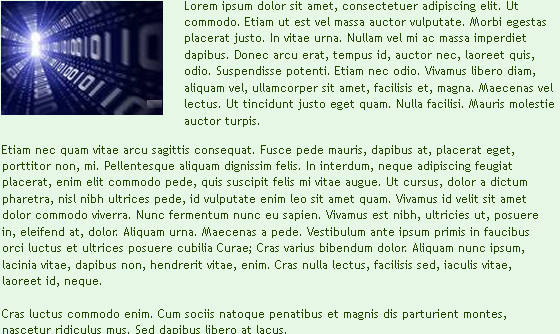 Lorem ipsum dolor sit amet, consectetuer adipiscing elit. Ut
commodo. Etiam ut est vel massa auctor vulputate. Morbi egestas
placerat justo. In vitae urna. Nullam vel mi ac massa imperdiet
dapibus. Donec arcu erat, tempus id, auctor nec, laoreet quis,
odio. Suspendisse potenti. Etiam nec odio. Vivamus libero diam,
aliquam vel, ullamcorper sit amet, facilisis et, magna. Maecenas vel
lectus. Ut tincidunt justo eget quam. Nulla facilisi. Mauris molestie
auctor turpis.
Etiam nec quam vitae arcu sagittis consequat. Fusce pede mauris, dapibus at, placerat eget,
porttitor non, mi. Pellentesque aliquam dignissim felis. In interdum, neque adipiscing feugiat
placerat, enim elit commodo pede, quis suscipit felis mi vitae augue. Ut cursus, dolor a dictum
pharetra, nisl nibh ultrices pede, id vulputate enim leo sit amet quam. Vivamus id velit sit amet
dolor commodo viverra. Nunc fermentum nunc eu sapien. Vivamus est nibh, ultricies ut, posuere
in, eleifend at, dolor. Aliquam urna. Maecenas a pede. Vestibulum ante ipsum primis in faucibus
orci luctus et ultrices posuere cubilia Curae; Cras varius bibendum dolor. Aliquam nunc ipsum,
lacinia vitae, dapibus non, hendrerit vitae, enim. Cras nulla lectus, facilisis sed, iaculis vitae,
laoreet id, neque.
Cras luctus commodo enim. Cum sociis natoque penatibus et magnis dis parturient montes,
nascetur ridiculus mus. Sed dapibus libero at lacus.